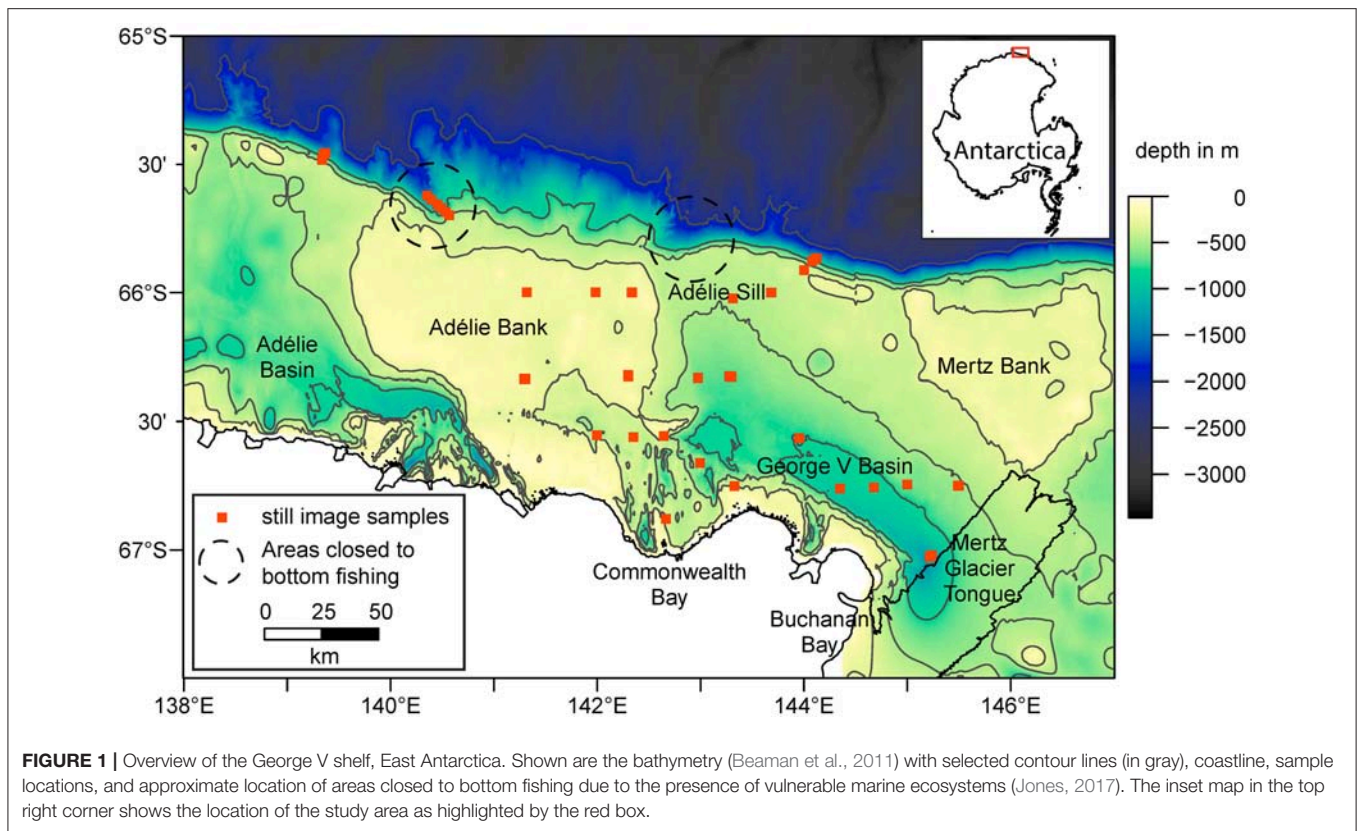 65°S
30'
66°S
30'
67°S
138°E
140°E
142°E
144°E
146°E
Antarctica
depth in m
0
−500
−1000
−1500
−2000
−2500
−3000
Adélie Sill
Adélie Bank
Mertz Bank
Adélie
Basin
George V Basin
Mertz
Glacier
Tongue
Commonwealth
Bay
Buchanan
Bay
still image samples
Areas closed to
bottom fishing
0 25 50
km
FIGURE 1 | Overview of the George V shelf, East Antarctica. Shown are the bathymetry (Beaman et al., 2011) with selected contour lines (in gray), coastline, sample
locations, and approximate location of areas closed to bottom fishing due to the presence of vulnerable marine ecosystems (Jones, 2017). The inset map in the top
right corner shows the location of the study area as highlighted by the red box.